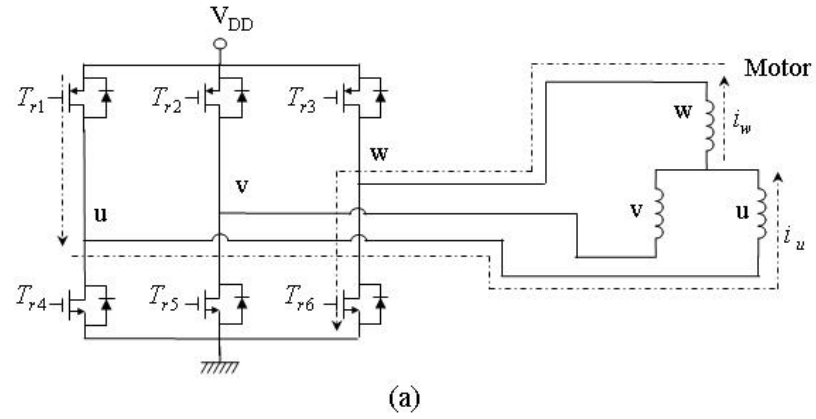 V_DD
Motor
T_r1 T_r2 T_r3
w i_w
w
v
u v u i_u
T_r4 T_r5 T_r6
(a)